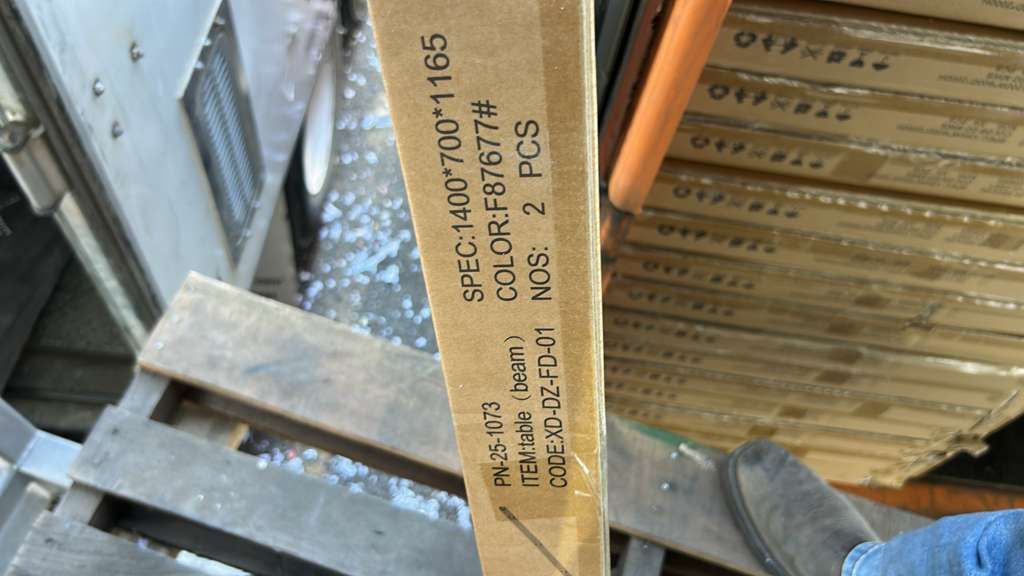 PN-25-1073
ITEM:table (beam)
CODE:XD-DZ-FD-01
SPEC:1400*700*1165
COLOR:F87677#
NOS: 2 PCS